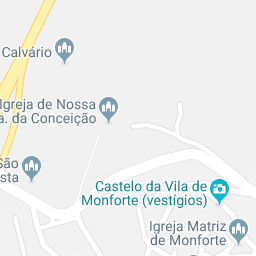 Calvário
Igreja de Nossa
a. da Conceição
São
sta
Castelo da Vila de
Monforte (vestígios)
Igreja Matriz
de Monforte